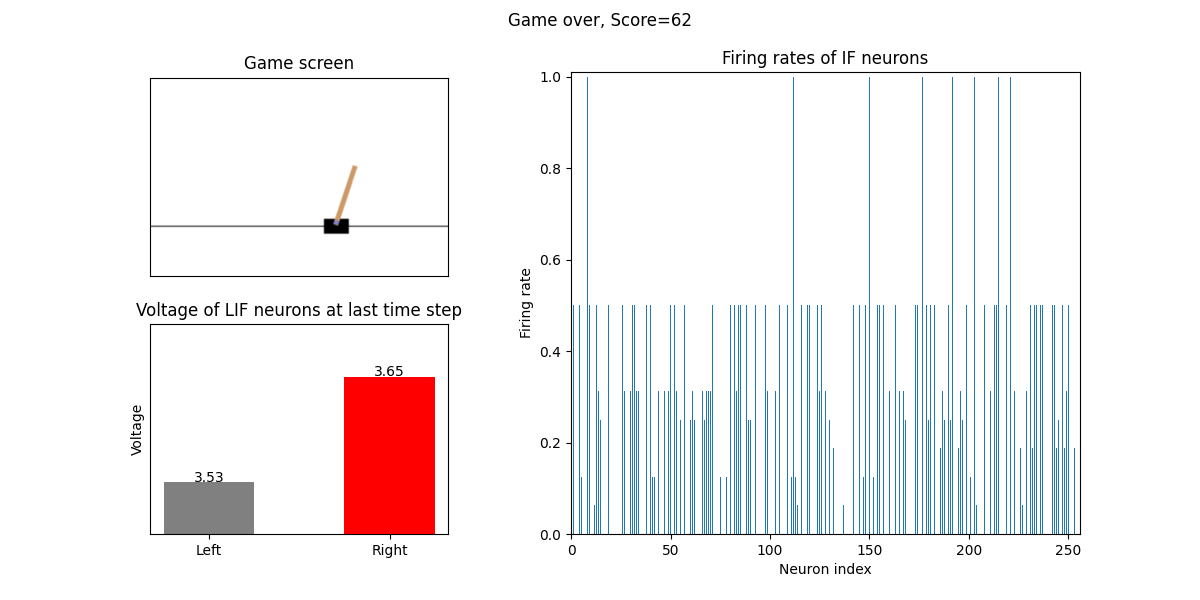 Game over, Score=62
Game screen
Voltage of LIF neurons at last time step
Voltage
3.53
3.65
Left
Right
Firing rates of IF neurons
Firing rate
1.0
0.8
0.6
0.4
0.2
0.0
0
50
100
150
200
250
Neuron index